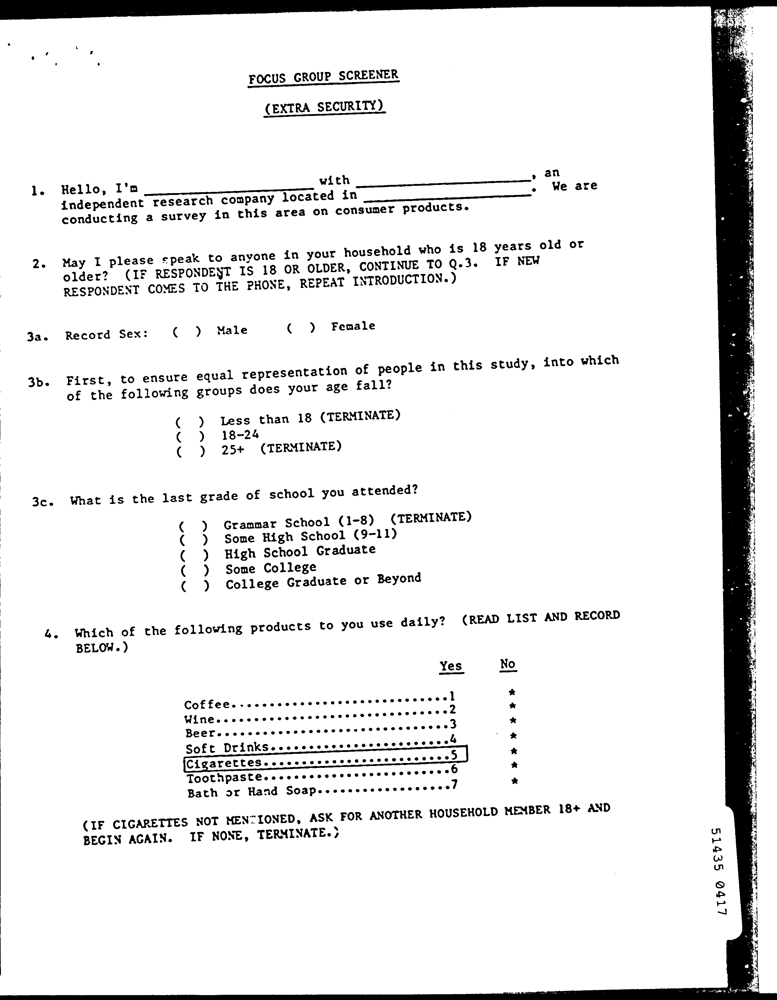 FOCUS GROUP SCREENER
(EXTRA SECURITY)
1. Hello, I'm ____________ with ____________, an
independent research company located in ____________. We are
conducting a survey in this area on consumer products.
2. May I please speak to anyone in your household who is 18 years old or
older? (IF RESPONDENT IS 18 OR OLDER, CONTINUE TO Q.3. IF NEW
RESPONDENT COMES TO THE PHONE, REPEAT INTRODUCTION.)
3a. Record Sex: ( ) Male ( ) Female
3b. First, to ensure equal representation of people in this study, into which
of the following groups does your age fall?
( ) Less than 18 (TERMINATE)
( ) 18-24
( ) 25+ (TERMINATE)
3c. What is the last grade of school you attended?
( ) Grammar School (1-8) (TERMINATE)
( ) Some High School (9-11)
( ) High School Graduate
( ) Some College
( ) College Graduate or Beyond
4. Which of the following products to you use daily? (READ LIST AND RECORD
BELOW.)
Yes No
Coffee............................1 *
Wine..............................2 *
Beer..............................3 *
Soft Drinks.......................4 *
Cigarettes........................5 *
Toothpaste........................6 *
Bath or Hand Soap.................7 *
(IF CIGARETTES NOT MENTIONED, ASK FOR ANOTHER HOUSEHOLD MEMBER 18+ AND
BEGIN AGAIN. IF NONE, TERMINATE.)
51435 0417